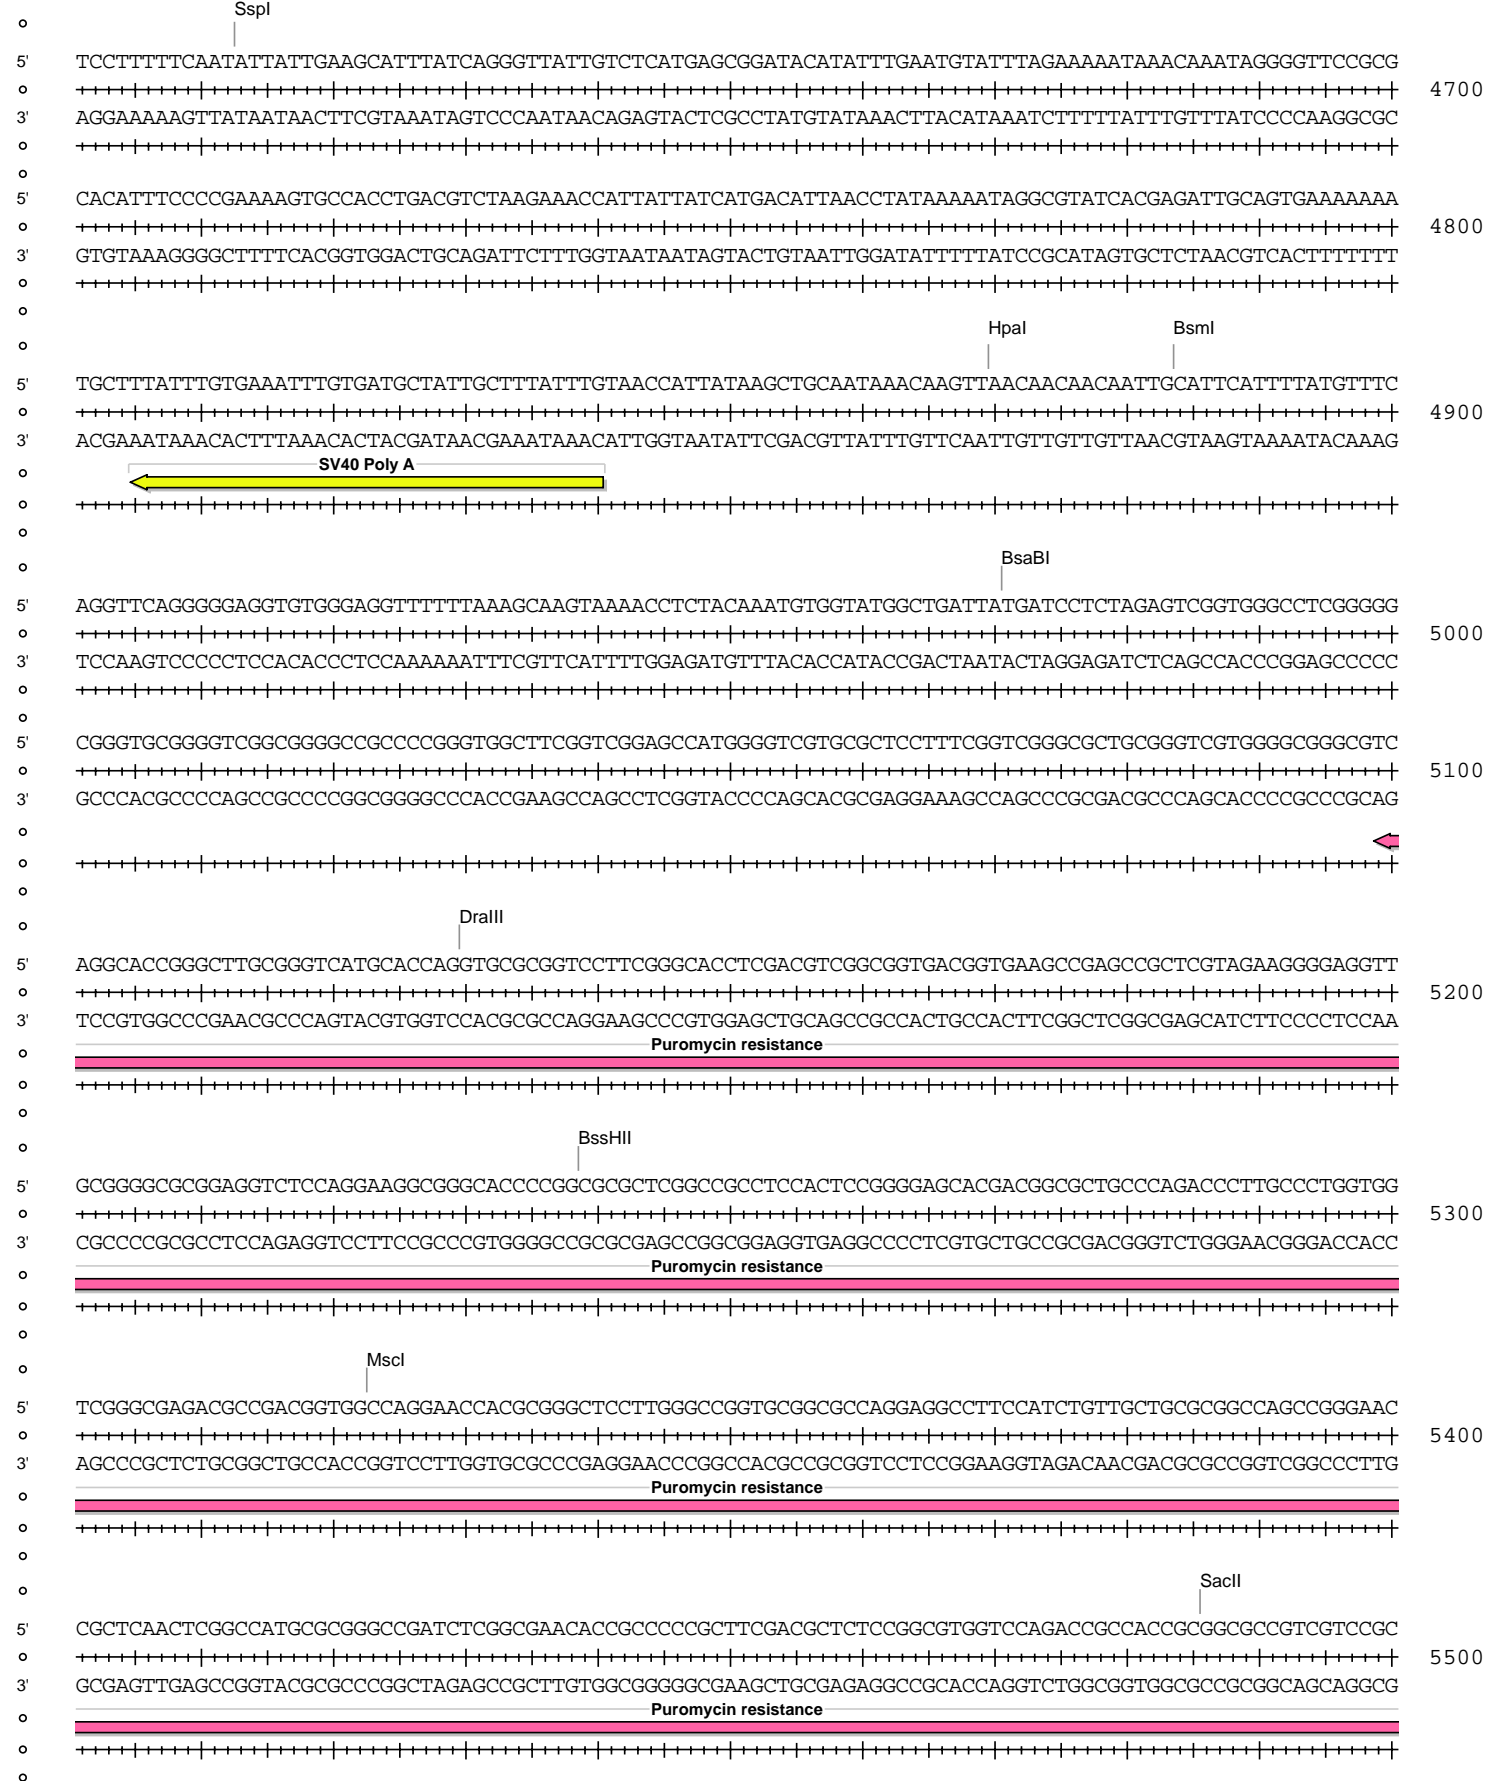 SspI
5' TCCTTTTTCAATATTATTGAAGCATTTATCAGGGTTATTGTCTCATGAGCGGATACATATTTGAATGTATTTAGAAAAATAAACAAATAGGGGTTCCGCG
4700
3' AGGAAAAAGTTATAATAACTTCGTAAATAGTCCCAATAACAGAGTACTCGCCTATGTATAAACTTACATAAATCTTTTTATTTGTTTATCCCCAAGGCGC
5' CACATTTCCCCGAAAAGTGCCACCTGACGTCTAAGAAACCATTATTATCATGACATTAACCTATAAAAATAGGCGTATCACGAGATTGCAGTGAAAAAAA
4800
3' GTGTAAAGGGGCTTTTCACGGTGGACTGCAGATTCTTTGGTAATAATAGTACTGTAATTGGATATTTTTATCCGCATAGTGCTCTAACGTCACTTTTTTT
HpaI BsmI
5' TGCTTTATTTGTGAAATTTGTGATGCTATTGCTTTATTTGTAACCATTATAAGCTGCAATAAACAAGTTAACAACAACAATTGCATTCATTTTATGTTTC
4900
3' ACGAAATAAACACTTTAAACACTACGATAACGAAATAAACATTGGTAATATTCGACGTTATTTGTTCAATTGTTGTTGTTAACGTAAGTAAAATACAAAG
SV40 Poly A
BsaBI
5' AGGTTCAGGGGGAGGTGTGGGAGGTTTTTTAAAGCAAGTAAAACCTCTACAAATGTGGTATGGCTGATTATGATCCTCTAGAGTCGGTGGGCCTCGGGGG
5000
3' TCCAAGTCCCCCTCCACACCCTCCAAAAAATTTCGTTCATTTTGGAGATGTTTACACCATACCGACTAATACTAGGAGATCTCAGCCACCCGGAGCCCCC
5' CGGGTGCGGGGTCGGCGGGGCCGCCCCGGGTGGCTTCGGTCGGAGCCATGGGGTCGTGCGCTCCTTTCGGTCGGGCGCTGCGGGTCGTGGGGCGGGCGTC
5100
3' GCCCACGCCCCAGCCGCCCCGGCGGGGCCCACCGAAGCCAGCCTCGGTACCCCAGCACGCGAGGAAAGCCAGCCCGCGACGCCCAGCACCCCGCCCGCAG
DraIII
5' AGGCACCGGGCTTGCGGGTCATGCACCAGGTGCGCGGTCCTTCGGGCACCTCGACGTCGGCGGTGACGGTGAAGCCGAGCCGCTCGTAGAAGGGGAGGTT
5200
3' TCCGTGGCCCGAACGCCCAGTACGTGGTCCACGCGCCAGGAAGCCCGTGGAGCTGCAGCCGCCACTGCCACTTCGGCTCGGCGAGCATCTTCCCCTCCAA
Puromycin resistance
BssHII
5' GCGGGGCGCGGAGGTCTCCAGGAAGGCGGGCACCCCGGCGCGCTCGGCCGCCTCCACTCCGGGGAGCACGACGGCGCTGCCCAGACCCTTGCCCTGGTGG
5300
3' CGCCCCGCGCCTCCAGAGGTCCTTCCGCCCGTGGGGCCGCGCGAGCCGGCGGAGGTGAGGCCCCTCGTGCTGCCGCGACGGGTCTGGGAACGGGACCACC
Puromycin resistance
MscI
5' TCGGGCGAGACGCCGACGGTGGCCAGGAACCACGCGGGCTCCTTGGGCCGGTGCGGCGCCAGGAGGCCTTCCATCTGTTGCTGCGCGGCCAGCCGGGAAC
5400
3' AGCCCGCTCTGCGGCTGCCACCGGTCCTTGGTGCGCCCGAGGAACCCGGCCACGCCGCGGTCCTCCGGAAGGTAGACAACGACGCGCCGGTCGGCCCTTG
Puromycin resistance
SacII
5' CGCTCAACTCGGCCATGCGCGGGCCGATCTCGGCGAACACCGCCCCCGCTTCGACGCTCTCCGGCGTGGTCCAGACCGCCACCGCGGCGCCGTCGTCCGC
5500
3' GCGAGTTGAGCCGGTACGCGCCCGGCTAGAGCCGCTTGTGGCGGGGGCGAAGCTGCGAGAGGCCGCACCAGGTCTGGCGGTGGCGCCGCGGCAGCAGGCG
Puromycin resistance